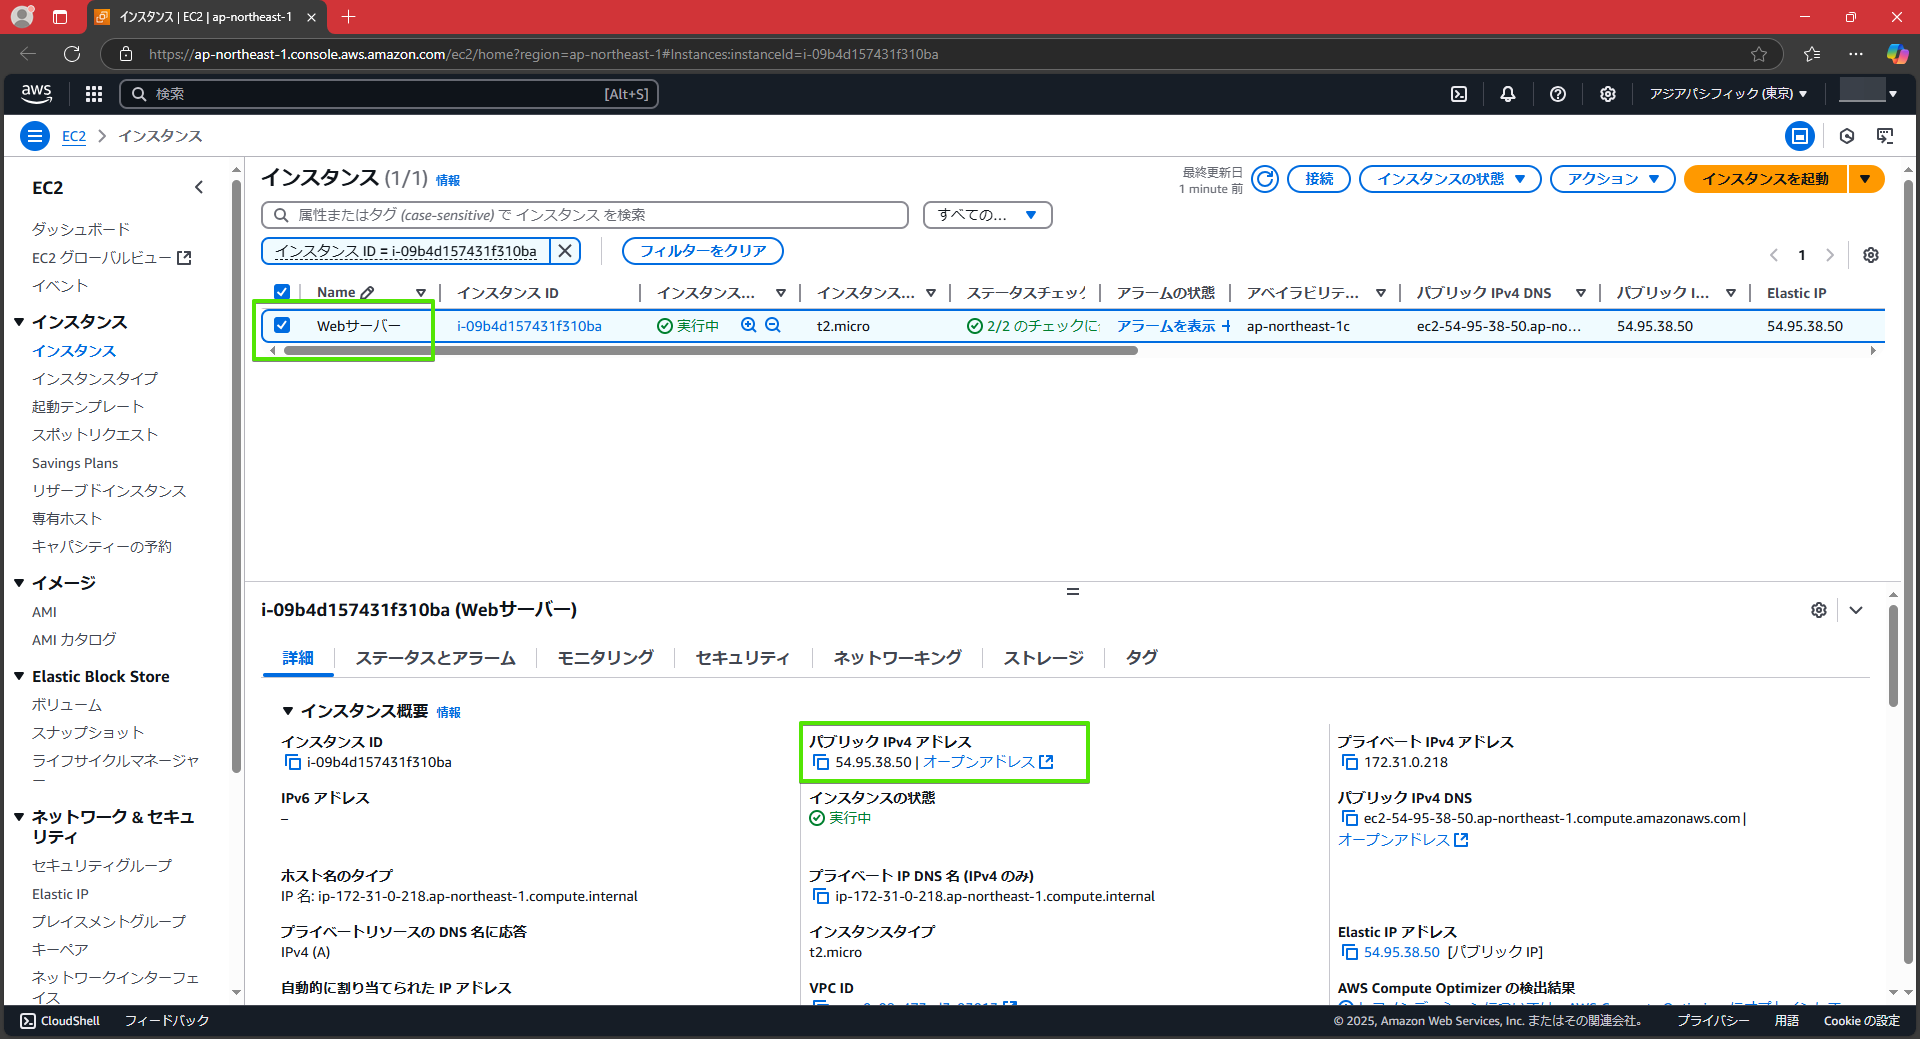 インスタンス | EC2 | ap-northeast-1
https://ap-northeast-1.console.aws.amazon.com/ec2/home?region=ap-northeast-1#Instances:instanceId=i-09b4d157431f310ba
aws
検索 [Alt+S]
アジアパシフィック (東京)
EC2 インスタンス
EC2
ダッシュボード
EC2 グローバルビュー
イベント
インスタンス
インスタンス
インスタンスタイプ
起動テンプレート
スポットリクエスト
Savings Plans
リザーブドインスタンス
専有ホスト
キャパシティーの予約
イメージ
AMI
AMI カタログ
Elastic Block Store
ボリューム
スナップショット
ライフサイクルマネージャ
ー
ネットワーク & セキュ
リティ
セキュリティグループ
Elastic IP
プレイスメントグループ
キーペア
ネットワークインターフェ
イス
インスタンス (1/1) 情報
最終更新日
1 minute 前
接続
インスタンスの状態
アクション
インスタンスを起動
属性またはタグ (case-sensitive) で インスタンス を検索
すべての...
インスタンス ID = i-09b4d157431f310ba
フィルターをクリア
1
Name インスタンス ID インスタンス... インスタンス... ステータスチェック アラームの状態 アベイラビリテ... パブリック IPv4 DNS パブリック I... Elastic IP
Webサーバー i-09b4d157431f310ba 実行中 t2.micro 2/2 のチェックに アラームを表示 + ap-northeast-1c ec2-54-95-38-50.ap-no... 54.95.38.50 54.95.38.50
i-09b4d157431f310ba (Webサーバー)
詳細 ステータスとアラーム モニタリング セキュリティ ネットワーキング ストレージ タグ
インスタンス概要 情報
インスタンス ID
i-09b4d157431f310ba
パブリック IPv4 アドレス
54.95.38.50 | オープンアドレス
プライベート IPv4 アドレス
172.31.0.218
IPv6 アドレス
–
インスタンスの状態
実行中
パブリック IPv4 DNS
ec2-54-95-38-50.ap-northeast-1.compute.amazonaws.com |
オープンアドレス
ホスト名のタイプ
IP 名: ip-172-31-0-218.ap-northeast-1.compute.internal
プライベート IP DNS 名 (IPv4 のみ)
ip-172-31-0-218.ap-northeast-1.compute.internal
プライベートリソースの DNS 名に応答
IPv4 (A)
インスタンスタイプ
t2.micro
Elastic IP アドレス
54.95.38.50 [パブリック IP]
自動的に割り当てられた IP アドレス
VPC ID
AWS Compute Optimizer の検出結果
CloudShell フィードバック
© 2025, Amazon Web Services, Inc. またはその関連会社。 プライバシー 用語 Cookie の設定